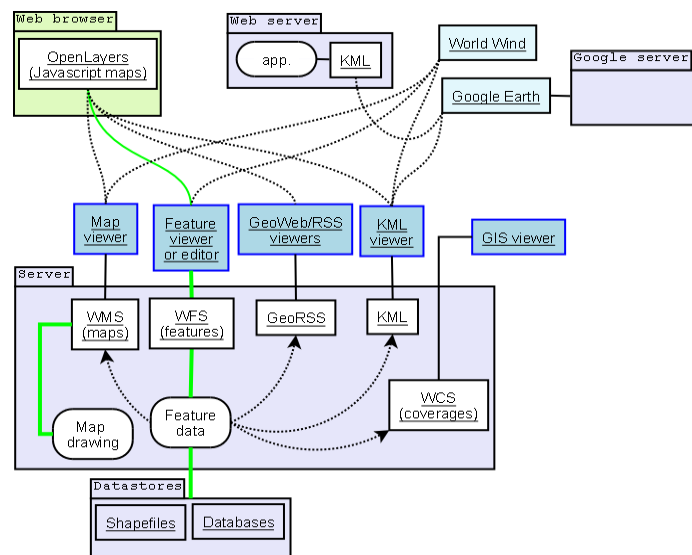 Web browser
OpenLayers
(Javascript maps)
Web server
app.
KML
World Wind
Google Earth
Google server
Map
viewer
Feature
viewer
or editor
GeoWeb/RSS
viewers
KML
viewer
GIS viewer
Server
WMS
(maps)
WFS
(features)
GeoRSS
KML
WCS
(coverages)
Map
drawing
Feature
data
Datastores
Shapefiles
Databases